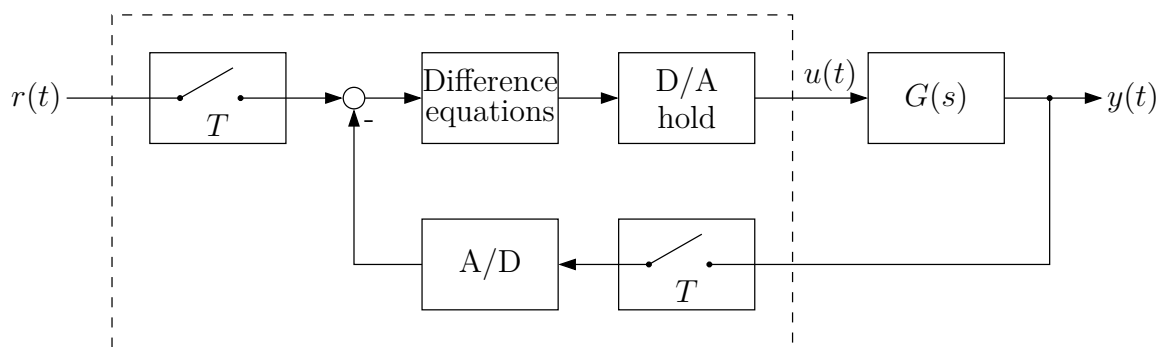 r(t)
T
-
Difference
equations
D/A
hold
u(t)
G(s)
y(t)
A/D
T